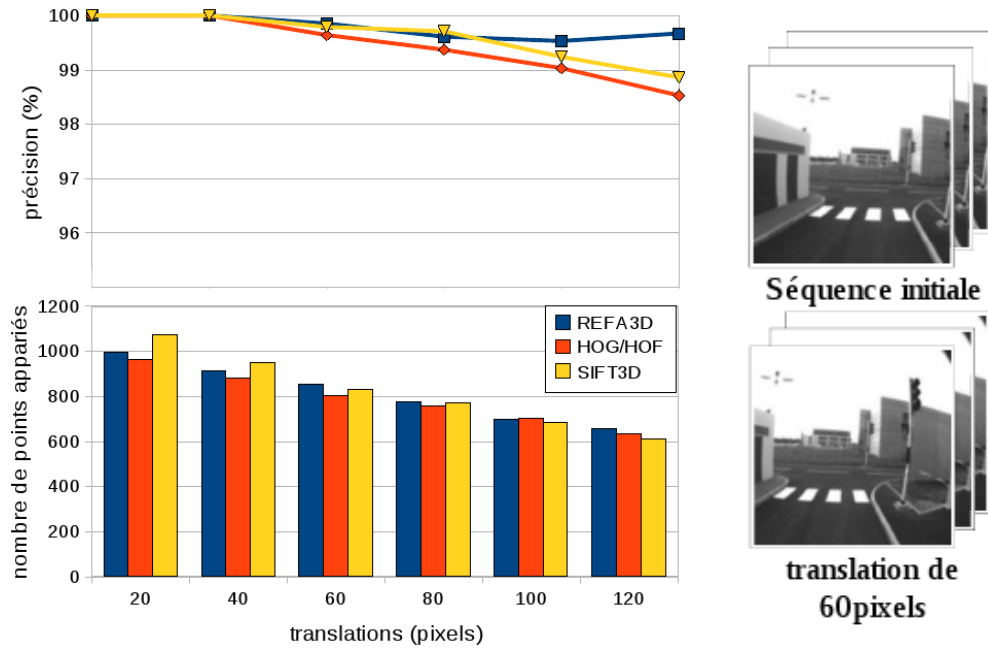 précision (%)
100
99
98
97
96
nombre de points appariés
1200
1000
800
600
400
200
0
REFA3D
HOG/HOF
SIFT3D
20 40 60 80 100 120
translations (pixels)
Séquence initiale
translation de
60pixels